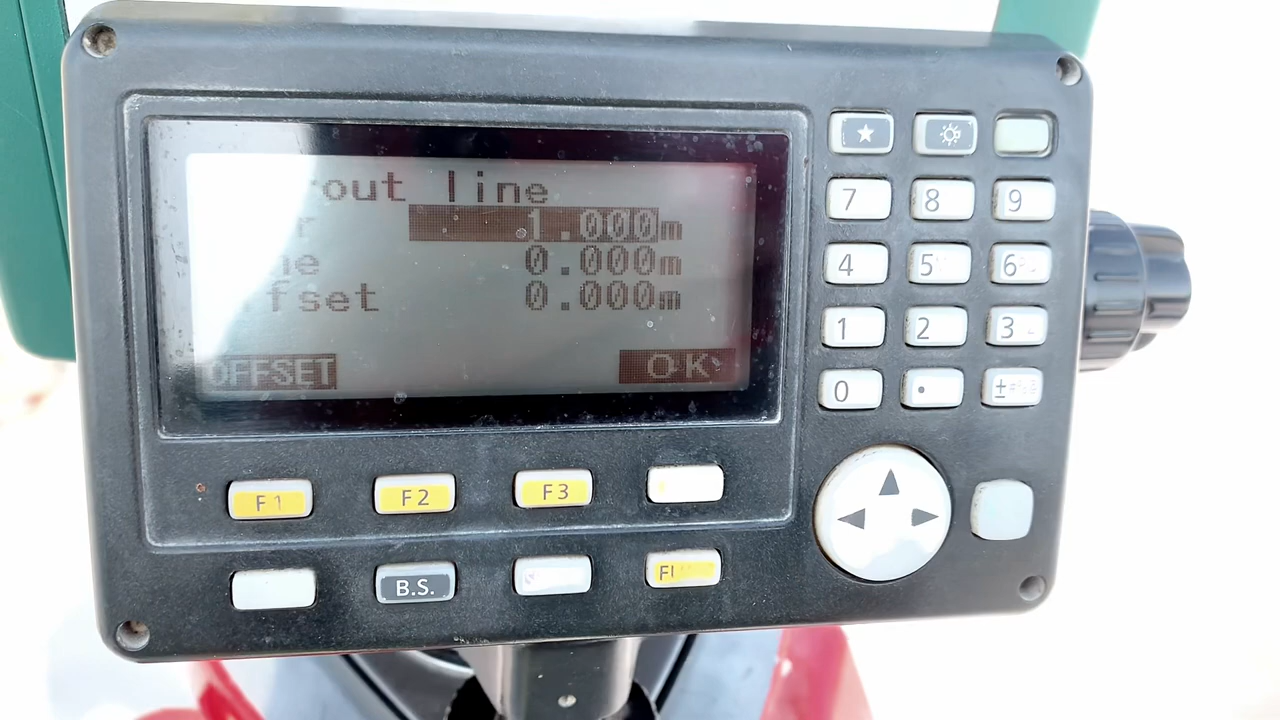 out line
r 1.000m
ne 0.000m
fset 0.000m
OFFSET OK
7 8 9
4 5 6
1 2 3
0 . ±
F1 F2 F3
B.S.